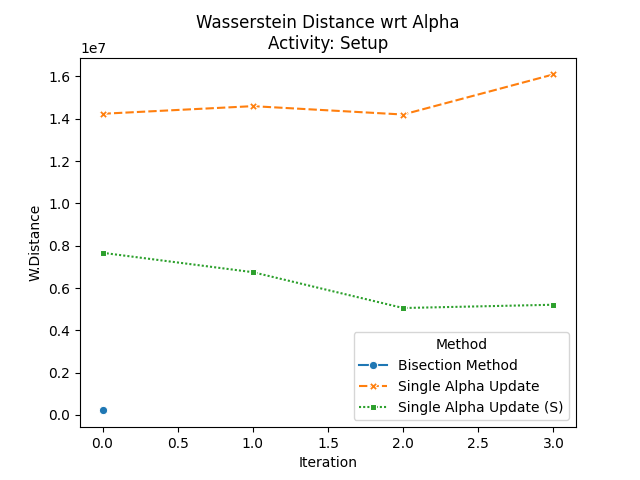 Wasserstein Distance wrt Alpha
Activity: Setup
1e7
1.6
1.4
1.2
1.0
0.8
0.6
0.4
0.2
0.0
W.Distance
Method
Bisection Method
Single Alpha Update
Single Alpha Update (S)
0.0 0.5 1.0 1.5 2.0 2.5 3.0
Iteration